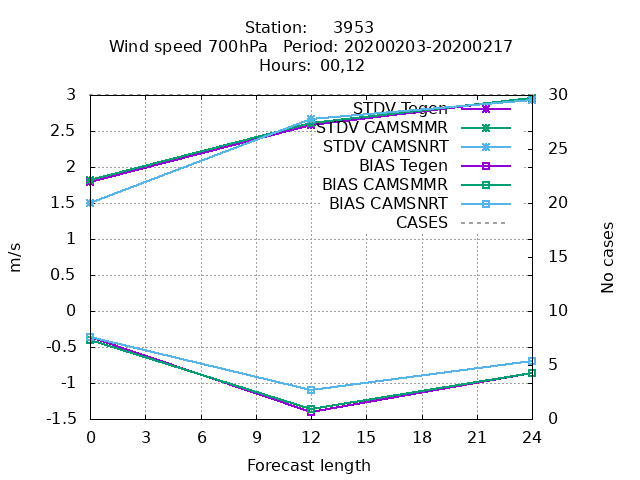 Station: 3953
Wind speed 700hPa Period: 20200203-20200217
Hours: 00,12
3
2.5
2
1.5
1
0.5
0
-0.5
-1
-1.5
m/s
STDV Tegen
STDV CAMSMMR
STDV CAMSNRT
BIAS Tegen
BIAS CAMSMMR
BIAS CAMSNRT
CASES
30
25
20
15
10
5
0
No cases
0 3 6 9 12 15 18 21 24
Forecast length